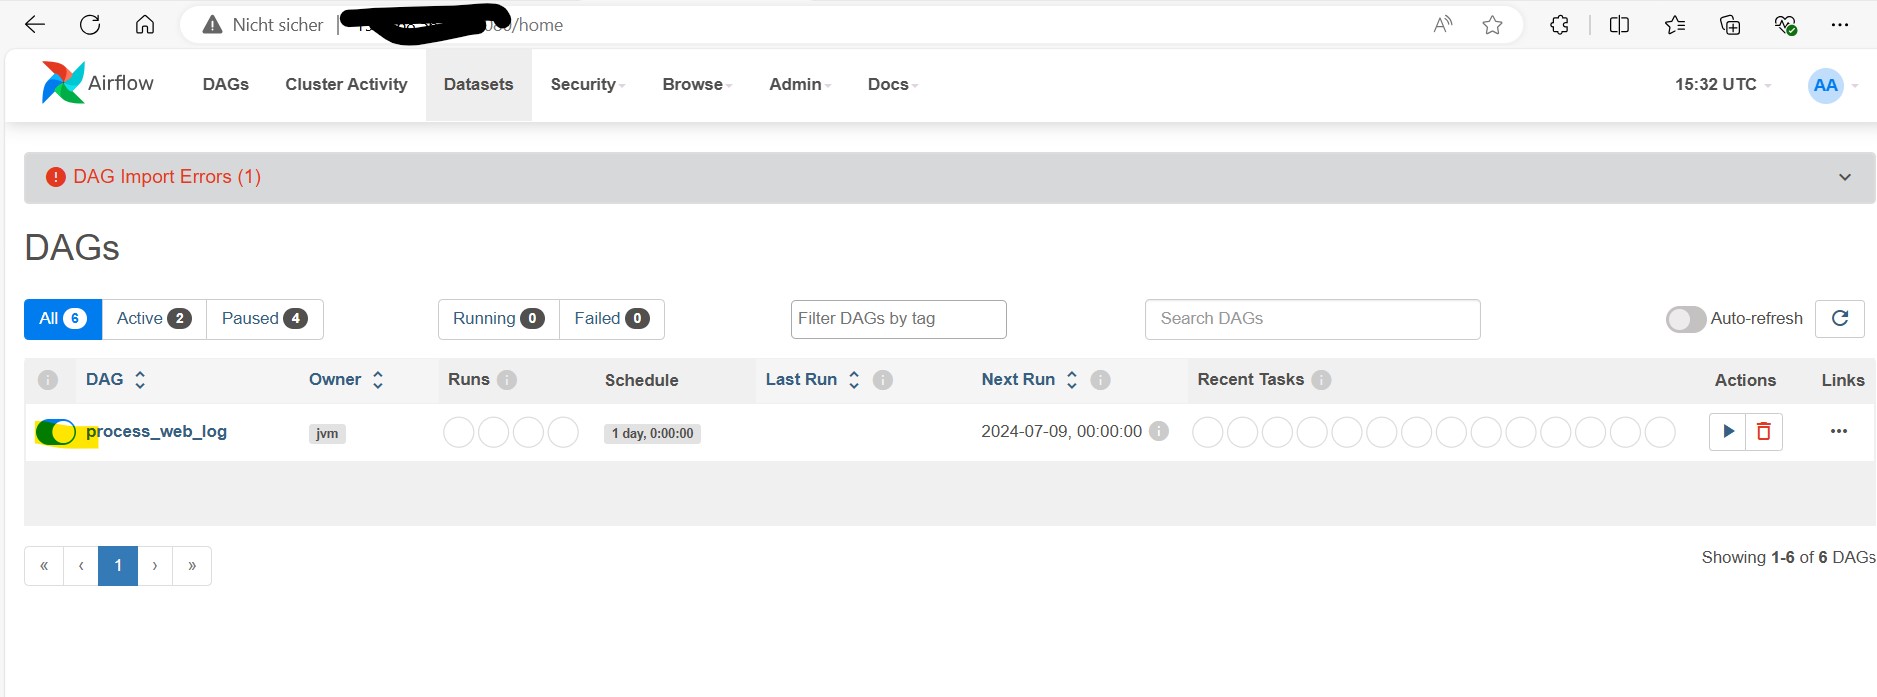 Nicht sicher /home
Airflow DAGs Cluster Activity Datasets Security Browse Admin Docs 15:32 UTC AA
DAG Import Errors (1)
DAGs
All 6 Active 2 Paused 4 Running 0 Failed 0 Filter DAGs by tag Search DAGs Auto-refresh
DAG Owner Runs Schedule Last Run Next Run Recent Tasks Actions Links
process_web_log jvm 1 day, 0:00:00 2024-07-09, 00:00:00
« ‹ 1 › » Showing 1-6 of 6 DAGs